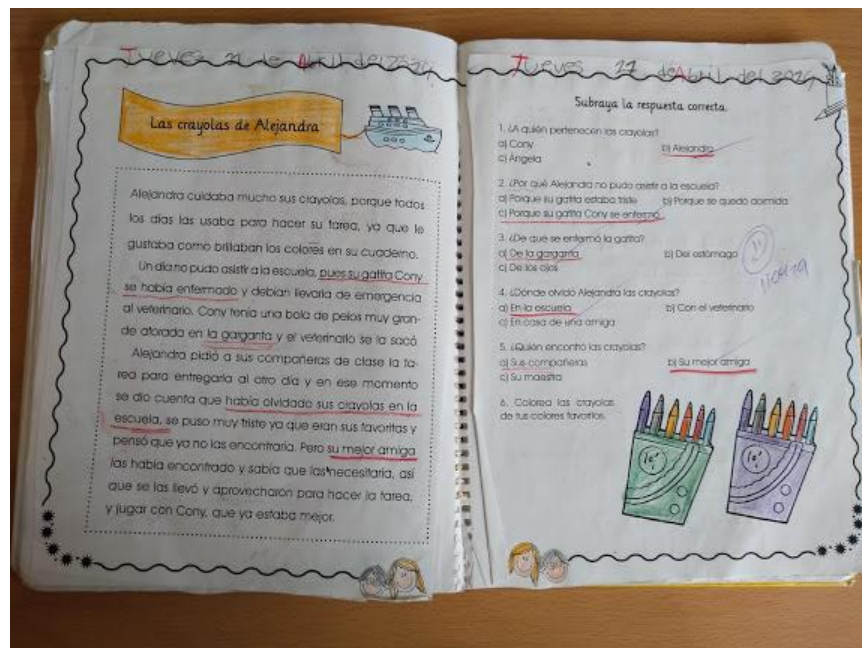 Jueves 21 de Abril del 2024
Las crayolas de Alejandra
Alejandra cuidaba mucho sus crayolas, porque todos
los días las usaba para hacer su tarea, ya que le
gustaba como brillaban los colores en su cuaderno.
Un día no pudo asistir a la escuela, pues su gatita Cony
se había enfermado y debían llevarla de emergencia
al veterinario. Cony tenía una bola de pelos muy gran-
de atorada en la garganta y el veterinario se la sacó.
Alejandra pidió a sus compañeras de clase la ta-
rea para entregarla al otro día y en ese momento
se dio cuenta que había olvidado sus crayolas en la
escuela, se puso muy triste ya que eran sus favoritas y
pensó que ya no las encontraría. Pero su mejor amiga
las había encontrado y sabía que las necesitaría, así
que se las llevó y aprovecharon para hacer la tarea,
y jugar con Cony, que ya estaba mejor.
Jueves de Abril del
Subraya la respuesta correcta.
1. ¿A quién pertenecen las crayolas?
a) Cony b) Alejandra
c) Ángela
2. ¿Por qué Alejandra no pudo asistir a la escuela?
a) Porque su gatita estaba triste b) Porque se quedó dormida
c) Porque su gatita Cony se enfermó
3. ¿De que se enfermó la gatita?
a) De la garganta b) Del estómago
c) De los ojos
4. ¿Dónde olvidó Alejandra las crayolas?
a) En la escuela b) Con el veterinario
c) En casa de una amiga
5. ¿Quién encontró las crayolas?
a) Sus compañeras b) Su mejor amiga
c) Su maestra
6. Colorea las crayolas
de tus colores favoritos.